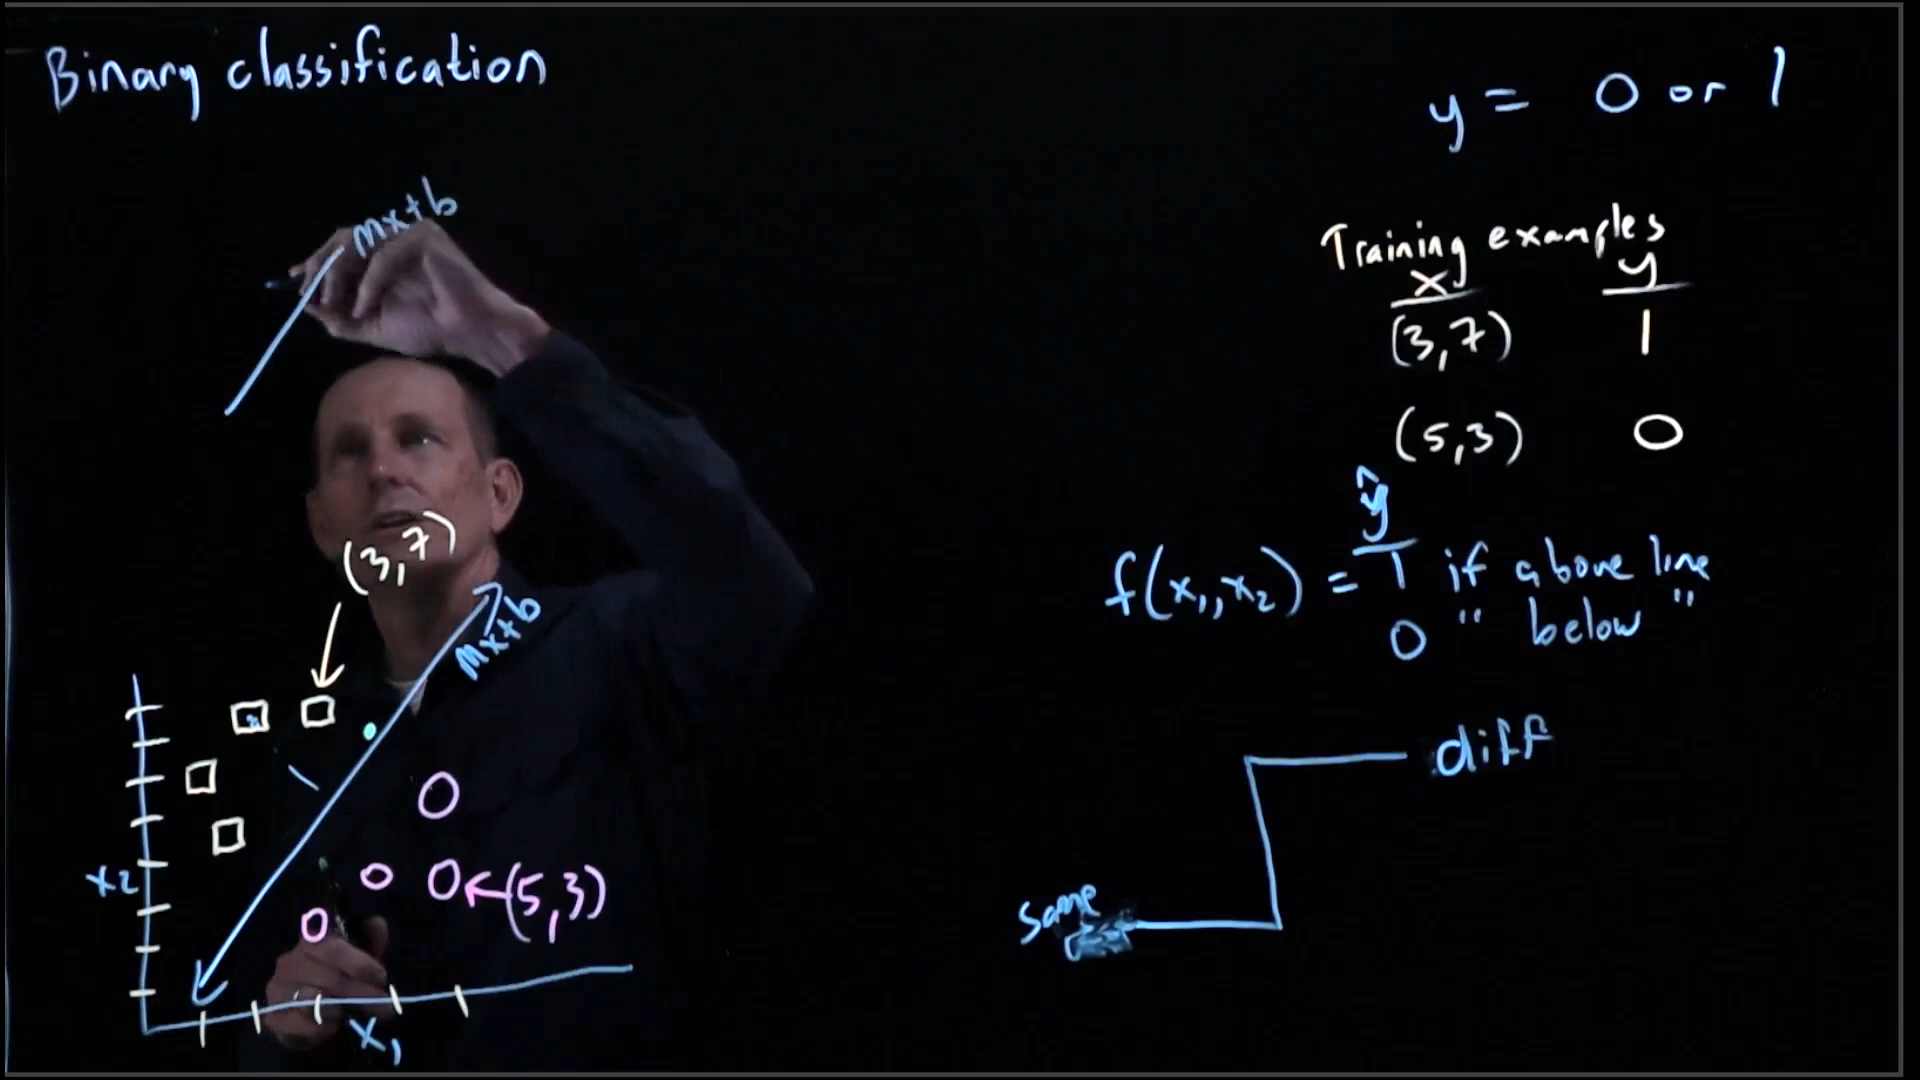 Binary classification
y = 0 or 1
mx+b
Training examples
x y
(3,7) 1
(5,3) 0
ŷ
f(x₁,x₂) = 1 if above line
0 " below "
(3,7)
mx+b
diff
x₂
(5,3)
same
x₁